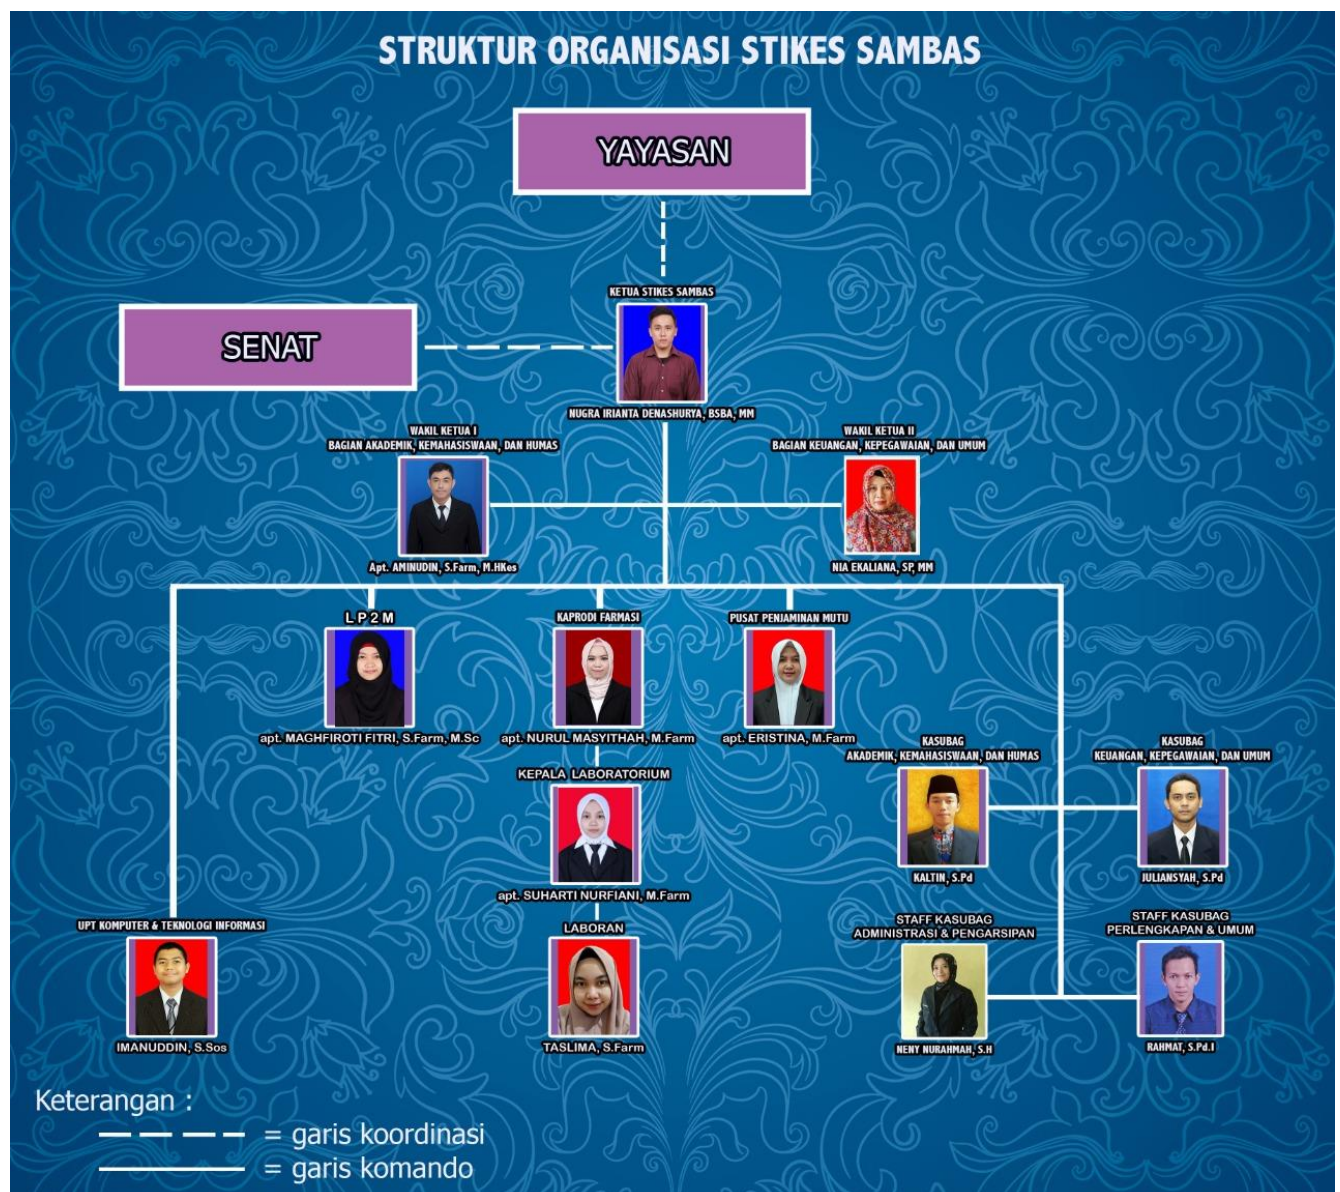 STRUKTUR ORGANISASI STIKES SAMBAS
YAYASAN
KETUA STIKES SAMBAS
SENAT
NUGRA IRIANTA DENASHURYA, BSBA, MM
WAKIL KETUA I
BAGIAN AKADEMIK, KEMAHASISWAAN, DAN HUMAS
Apt. AMINUDIN, S.Farm, M.HKes
WAKIL KETUA II
BAGIAN KEUANGAN, KEPEGAWAIAN, DAN UMUM
NIA EKALIANA, SP, MM
L P 2 M
apt. MAGHFIROTI FITRI, S.Farm, M.Sc
KAPRODI FARMASI
apt. NURUL MASYITHAH, M.Farm
PUSAT PENJAMINAN MUTU
apt. ERISTINA, M.Farm
KEPALA LABORATORIUM
apt. SUHARTI NURFIANI, M.Farm
KASUBAG
AKADEMIK, KEMAHASISWAAN, DAN HUMAS
KALTIN, S.Pd
KASUBAG
KEUANGAN, KEPEGAWAIAN, DAN UMUM
JULIANSYAH, S.Pd
UPT KOMPUTER & TEKNOLOGI INFORMASI
IMANUDDIN, S.Sos
LABORAN
TASLIMA, S.Farm
STAFF KASUBAG
ADMINISTRASI & PENGARSIPAN
NENY NURAHMAH, S.H
STAFF KASUBAG
PERLENGKAPAN & UMUM
RAHMAT, S.Pd.I
Keterangan :
= garis koordinasi
= garis komando